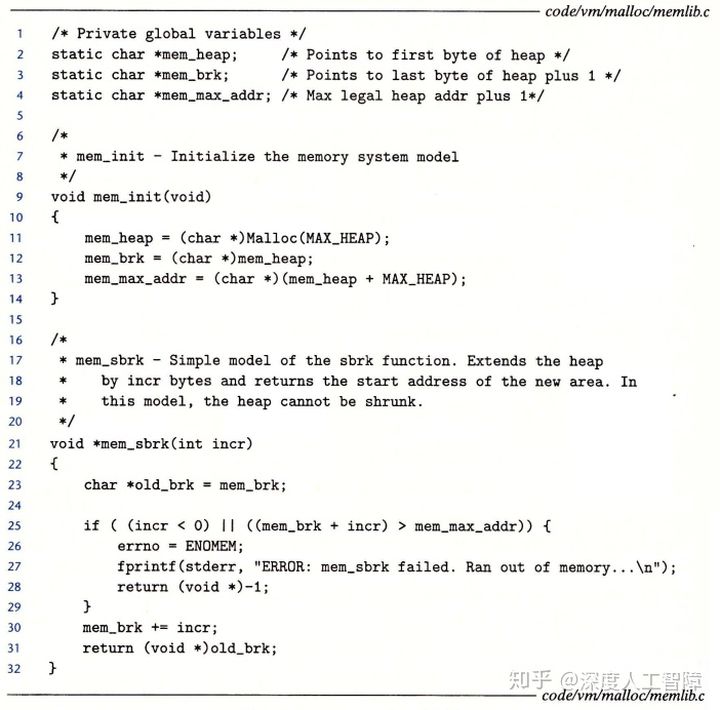 code/vm/malloc/memlib.c
1 /* Private global variables */
2 static char *mem_heap; /* Points to first byte of heap */
3 static char *mem_brk; /* Points to last byte of heap plus 1 */
4 static char *mem_max_addr; /* Max legal heap addr plus 1*/
5
6 /*
7 * mem_init - Initialize the memory system model
8 */
9 void mem_init(void)
10 {
11 mem_heap = (char *)Malloc(MAX_HEAP);
12 mem_brk = (char *)mem_heap;
13 mem_max_addr = (char *)(mem_heap + MAX_HEAP);
14 }
15
16 /*
17 * mem_sbrk - Simple model of the sbrk function. Extends the heap
18 * by incr bytes and returns the start address of the new area. In
19 * this model, the heap cannot be shrunk.
20 */
21 void *mem_sbrk(int incr)
22 {
23 char *old_brk = mem_brk;
24
25 if ( (incr < 0) || ((mem_brk + incr) > mem_max_addr)) {
26 errno = ENOMEM;
27 fprintf(stderr, "ERROR: mem_sbrk failed. Ran out of memory...\n");
28 return (void *)-1;
29 }
30 mem_brk += incr;
31 return (void *)old_brk;
32 }
知乎 @深度人工智障
code/vm/malloc/memlib.c